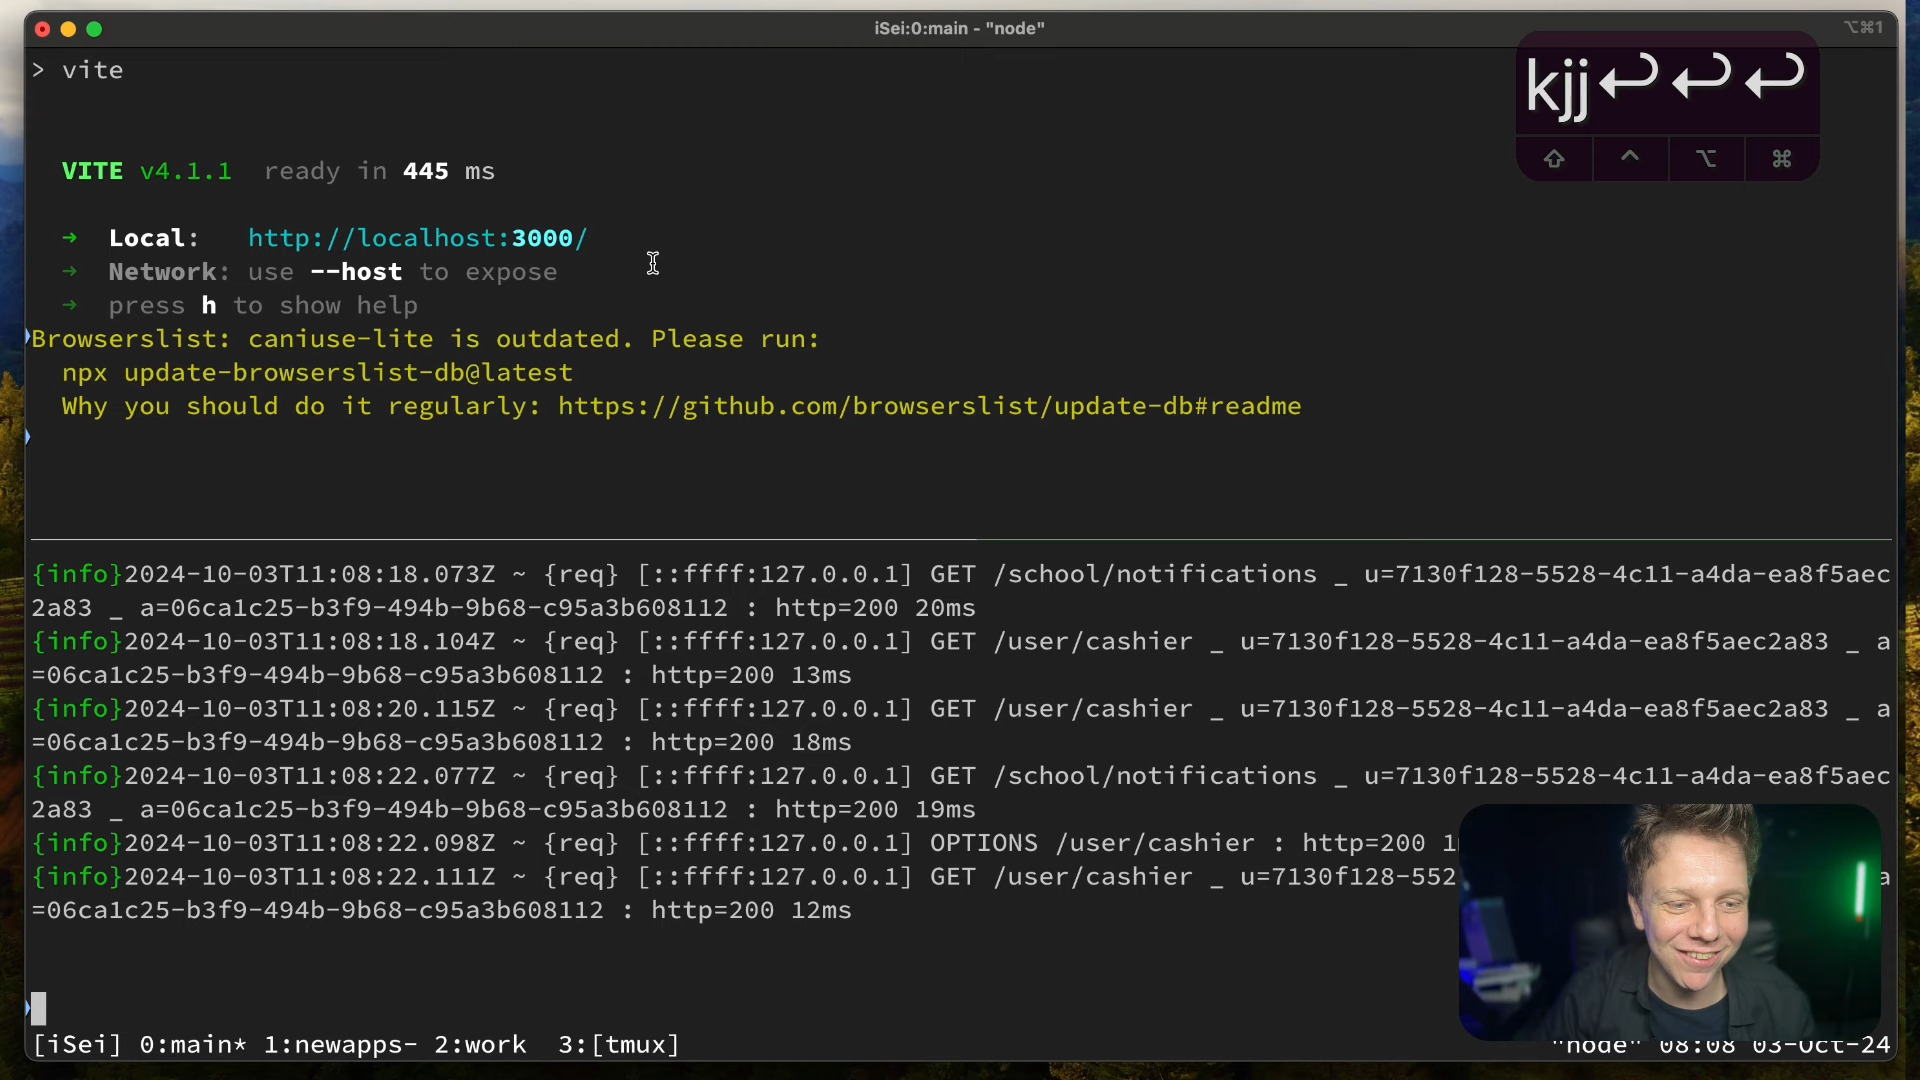 iSei:0:main - "node"
⌥⌘1
> vite
kjj↩↩↩
⇧ ^ ⌥ ⌘
VITE v4.1.1 ready in 445 ms
➜ Local: http://localhost:3000/
➜ Network: use --host to expose
➜ press h to show help
Browserslist: caniuse-lite is outdated. Please run:
npx update-browserslist-db@latest
Why you should do it regularly: https://github.com/browserslist/update-db#readme
{info}2024-10-03T11:08:18.073Z ~ {req} [::ffff:127.0.0.1] GET /school/notifications _ u=7130f128-5528-4c11-a4da-ea8f5aec
2a83 _ a=06ca1c25-b3f9-494b-9b68-c95a3b608112 : http=200 20ms
{info}2024-10-03T11:08:18.104Z ~ {req} [::ffff:127.0.0.1] GET /user/cashier _ u=7130f128-5528-4c11-a4da-ea8f5aec2a83 _ a
=06ca1c25-b3f9-494b-9b68-c95a3b608112 : http=200 13ms
{info}2024-10-03T11:08:20.115Z ~ {req} [::ffff:127.0.0.1] GET /user/cashier _ u=7130f128-5528-4c11-a4da-ea8f5aec2a83 _ a
=06ca1c25-b3f9-494b-9b68-c95a3b608112 : http=200 18ms
{info}2024-10-03T11:08:22.077Z ~ {req} [::ffff:127.0.0.1] GET /school/notifications _ u=7130f128-5528-4c11-a4da-ea8f5aec
2a83 _ a=06ca1c25-b3f9-494b-9b68-c95a3b608112 : http=200 19ms
{info}2024-10-03T11:08:22.098Z ~ {req} [::ffff:127.0.0.1] OPTIONS /user/cashier : http=200 1
{info}2024-10-03T11:08:22.111Z ~ {req} [::ffff:127.0.0.1] GET /user/cashier _ u=7130f128-552 a
=06ca1c25-b3f9-494b-9b68-c95a3b608112 : http=200 12ms
[iSei] 0:main* 1:newapps- 2:work 3:[tmux]
"node" 08:08 03-Oct-24